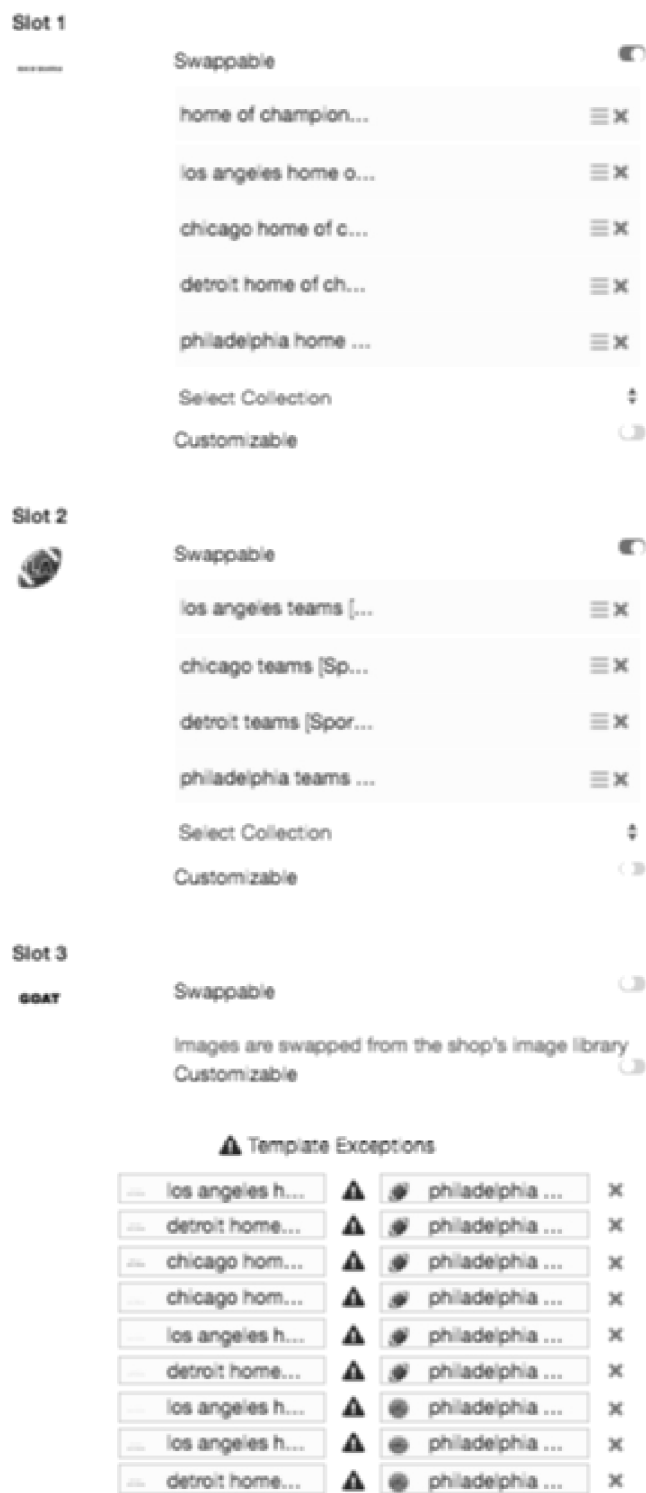 Slot 1
Swappable
home of champion...
los angeles home o...
chicago home of c...
detroit home of ch...
philadelphia home ...
Select Collection
Customizable
Slot 2
Swappable
los angeles teams [...
chicago teams [Sp...
detroit teams [Spor...
philadelphia teams ...
Select Collection
Customizable
Slot 3
GOAT
Swappable
Images are swapped from the shop's image library
Customizable
Template Exceptions
los angeles h... philadelphia ...
detroit home... philadelphia ...
chicago hom... philadelphia ...
chicago hom... philadelphia ...
los angeles h... philadelphia ...
detroit home... philadelphia ...
los angeles h... philadelphia ...
los angeles h... philadelphia ...
detroit home... philadelphia ...